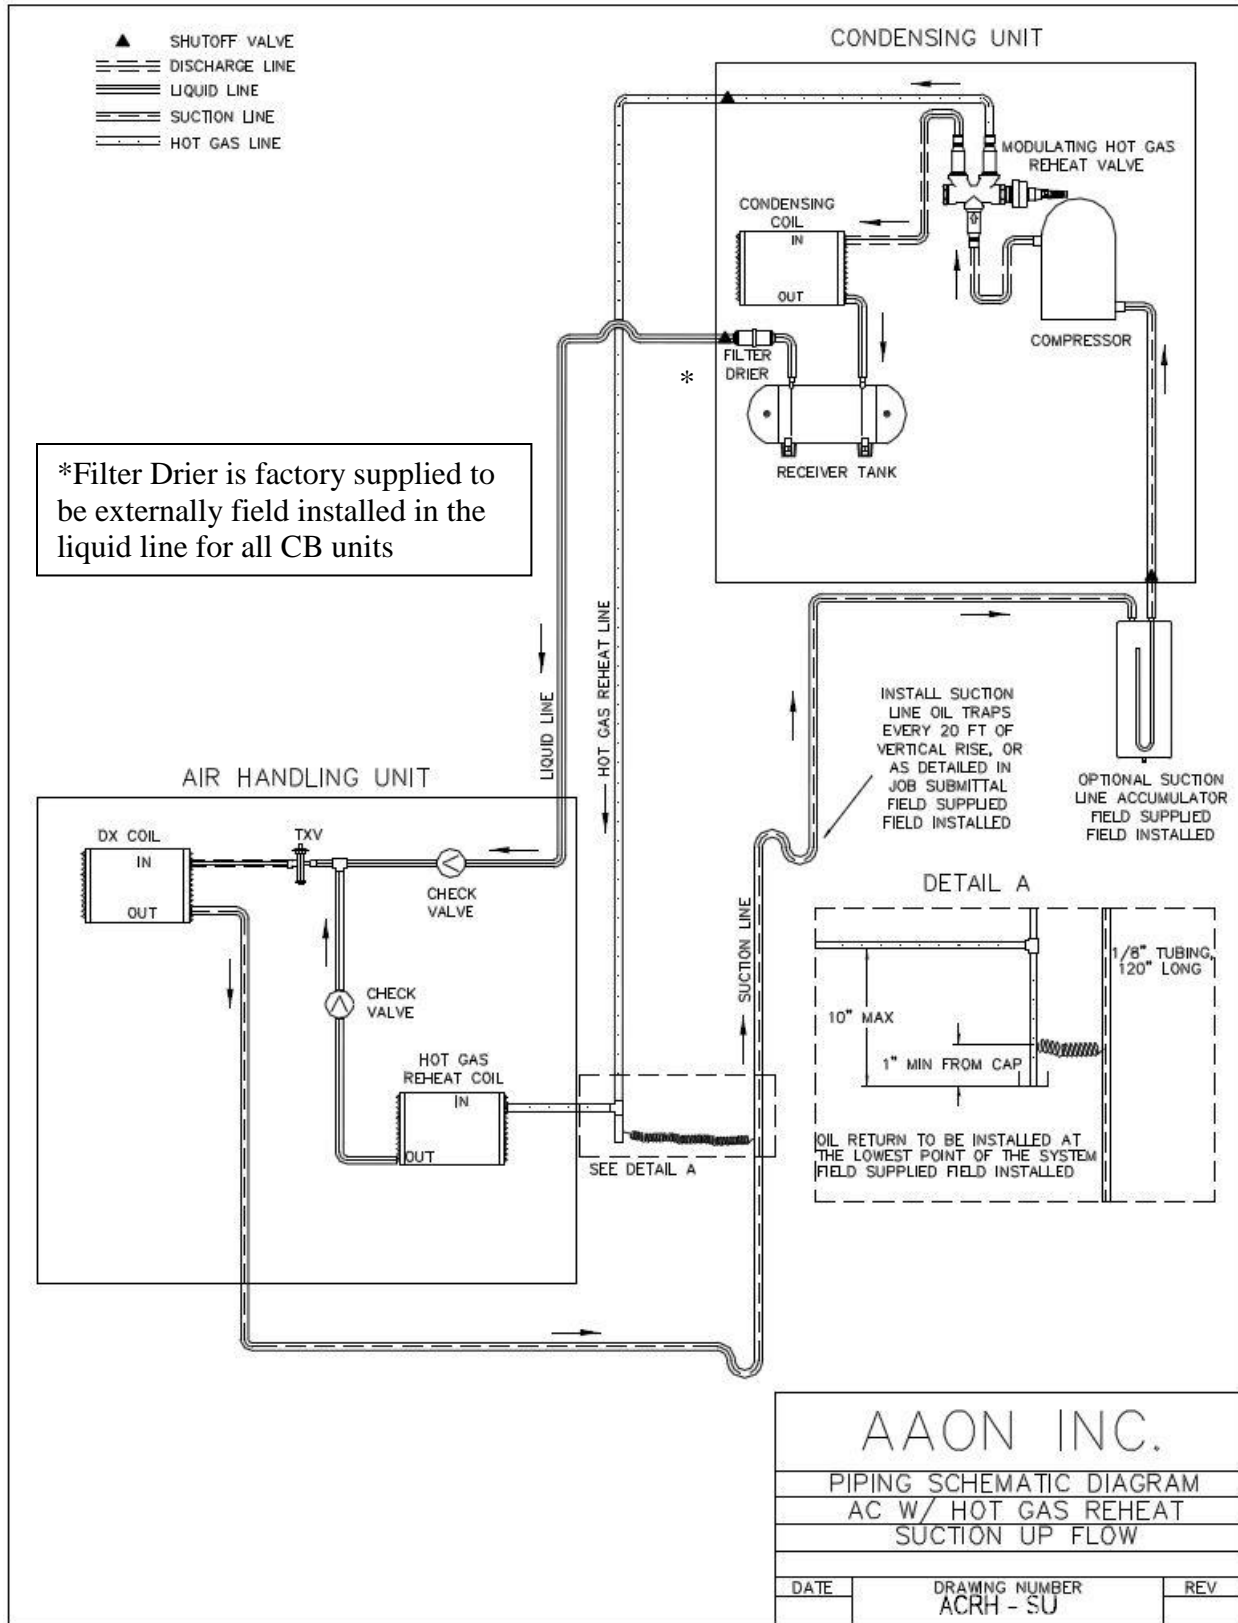 SHUTOFF VALVE
DISCHARGE LINE
LIQUID LINE
SUCTION LINE
HOT GAS LINE
CONDENSING UNIT
MODULATING HOT GAS
REHEAT VALVE
CONDENSING
COIL
IN
OUT
COMPRESSOR
FILTER
DRIER
*
RECEIVER TANK
*Filter Drier is factory supplied to
be externally field installed in the
liquid line for all CB units
LIQUID LINE
HOT GAS REHEAT LINE
INSTALL SUCTION
LINE OIL TRAPS
EVERY 20 FT OF
VERTICAL RISE, OR
AS DETAILED IN
JOB SUBMITTAL
FIELD SUPPLIED
FIELD INSTALLED
OPTIONAL SUCTION
LINE ACCUMULATOR
FIELD SUPPLIED
FIELD INSTALLED
AIR HANDLING UNIT
DX COIL
IN
OUT
TXV
CHECK
VALVE
CHECK
VALVE
HOT GAS
REHEAT COIL
IN
OUT
SEE DETAIL A
SUCTION LINE
DETAIL A
1/8" TUBING,
120" LONG
10" MAX
1" MIN FROM CAP
OIL RETURN TO BE INSTALLED AT
THE LOWEST POINT OF THE SYSTEM
FIELD SUPPLIED FIELD INSTALLED
AAON INC.
PIPING SCHEMATIC DIAGRAM
AC W/ HOT GAS REHEAT
SUCTION UP FLOW
DATE
DRAWING NUMBER
ACRH - SU
REV